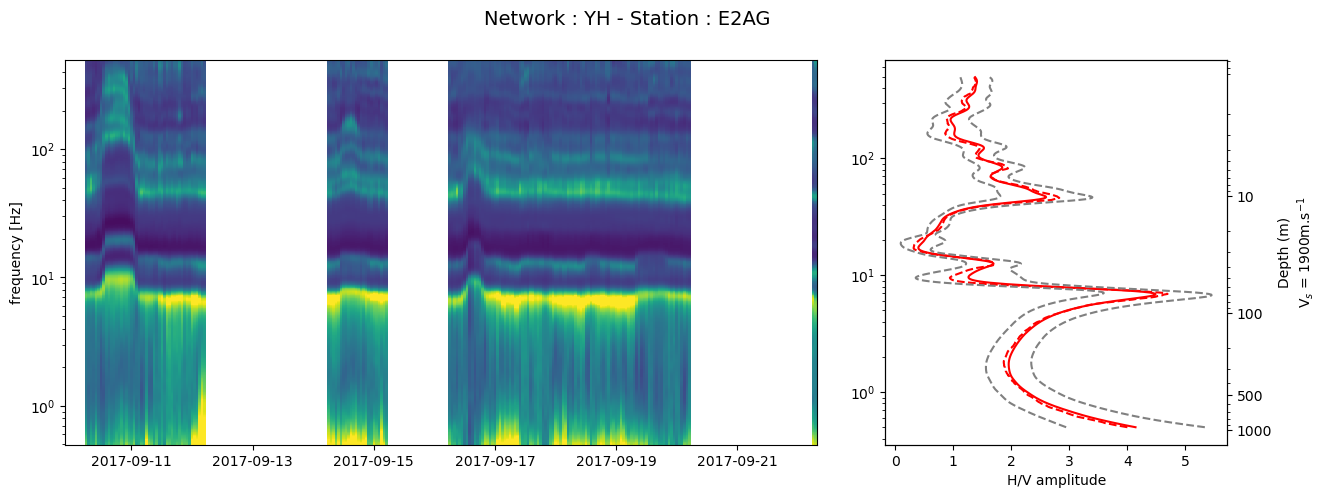 Network : YH - Station : E2AG
frequency [Hz]
10²
10¹
10⁰
2017-09-11 2017-09-13 2017-09-15 2017-09-17 2017-09-19 2017-09-21
10²
10¹
10⁰
0 1 2 3 4 5
H/V amplitude
10
100
500
1000
Depth (m)
Vₛ = 1900m.s⁻¹